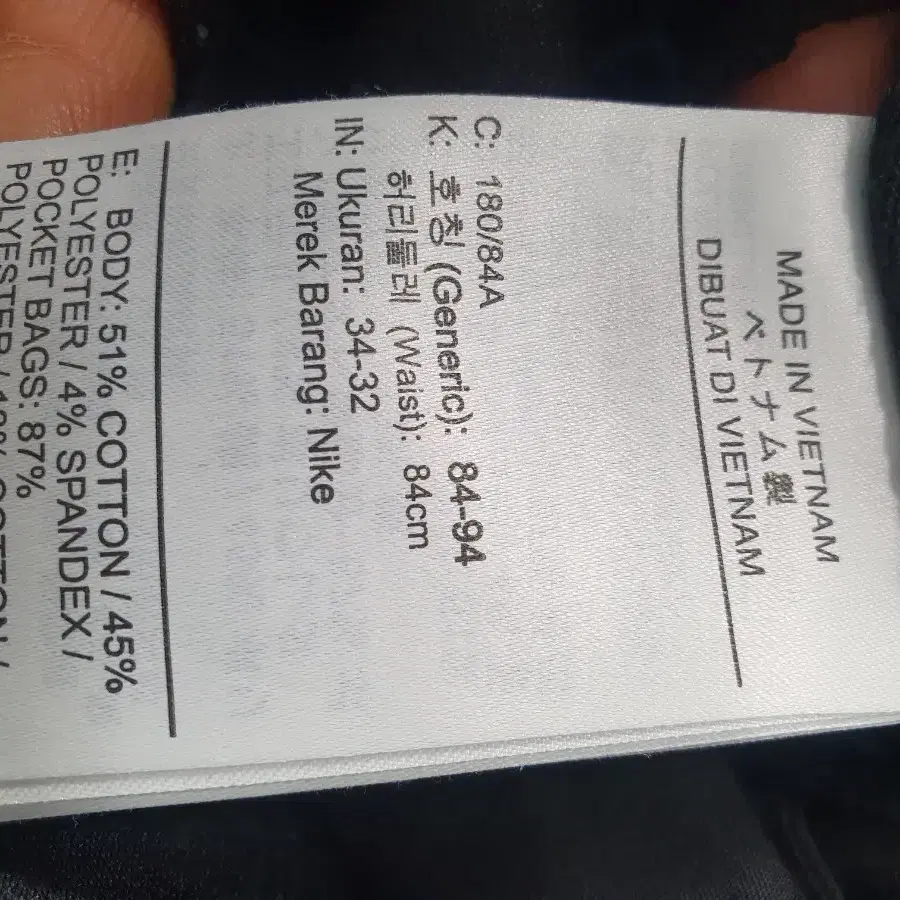 MADE IN VIETNAM
ベトナム製
DIBUAT DI VIETNAM
C: 180/84A
K: 호칭 (Generic): 84-94
허리둘레 (Waist): 84cm
IN: Ukuran: 34-32
Merek Barang: Nike
E: BODY: 51% COTTON / 45%
POLYESTER / 4% SPANDEX /
POCKET BAGS: 87%
POLYESTER /